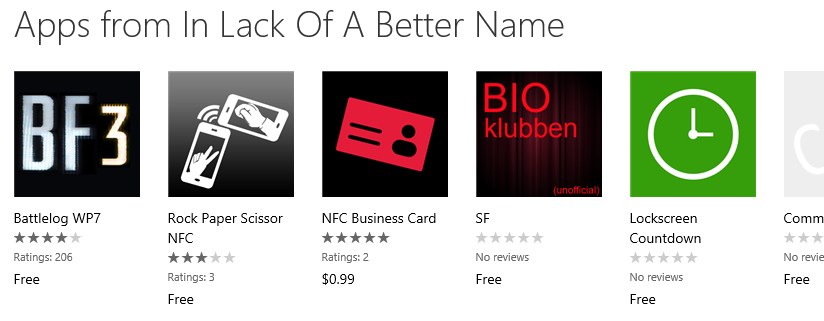 Apps from In Lack Of A Better Name
BF3
Battlelog WP7
Ratings: 206
Free
Rock Paper Scissor
NFC
Ratings: 3
Free
NFC Business Card
Ratings: 2
$0.99
BIO
klubben
(unofficial)
SF
No reviews
Free
Lockscreen
Countdown
No reviews
Free
Comm
No revie
Free